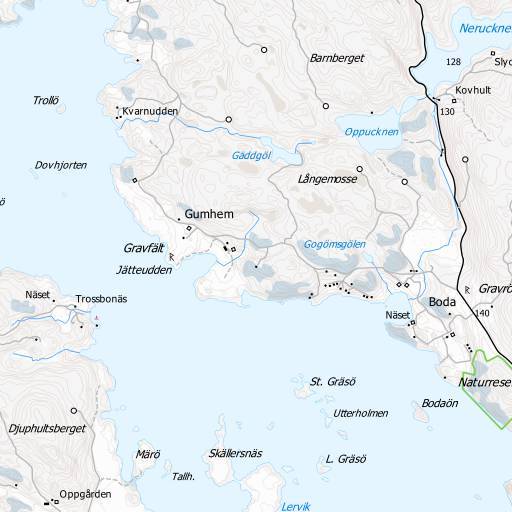 Nerucknen
Barnberget
128
Slyc
Kovhult
Trollö
Kvarnudden
130
Oppucknen
Gäddgöl
Dovhjorten
Långemosse
ö
Gumhem
Gravfält
R
Gogömsgölen
Jätteudden
Gravrö
R
Näset
Trossbonäs
Boda
Näset
140
St. Gräsö
Naturrese
Utterholmen
Bodaön
Djuphultsberget
Märö
Skällersnäs
L. Gräsö
Tallh.
Oppgården
Lervik